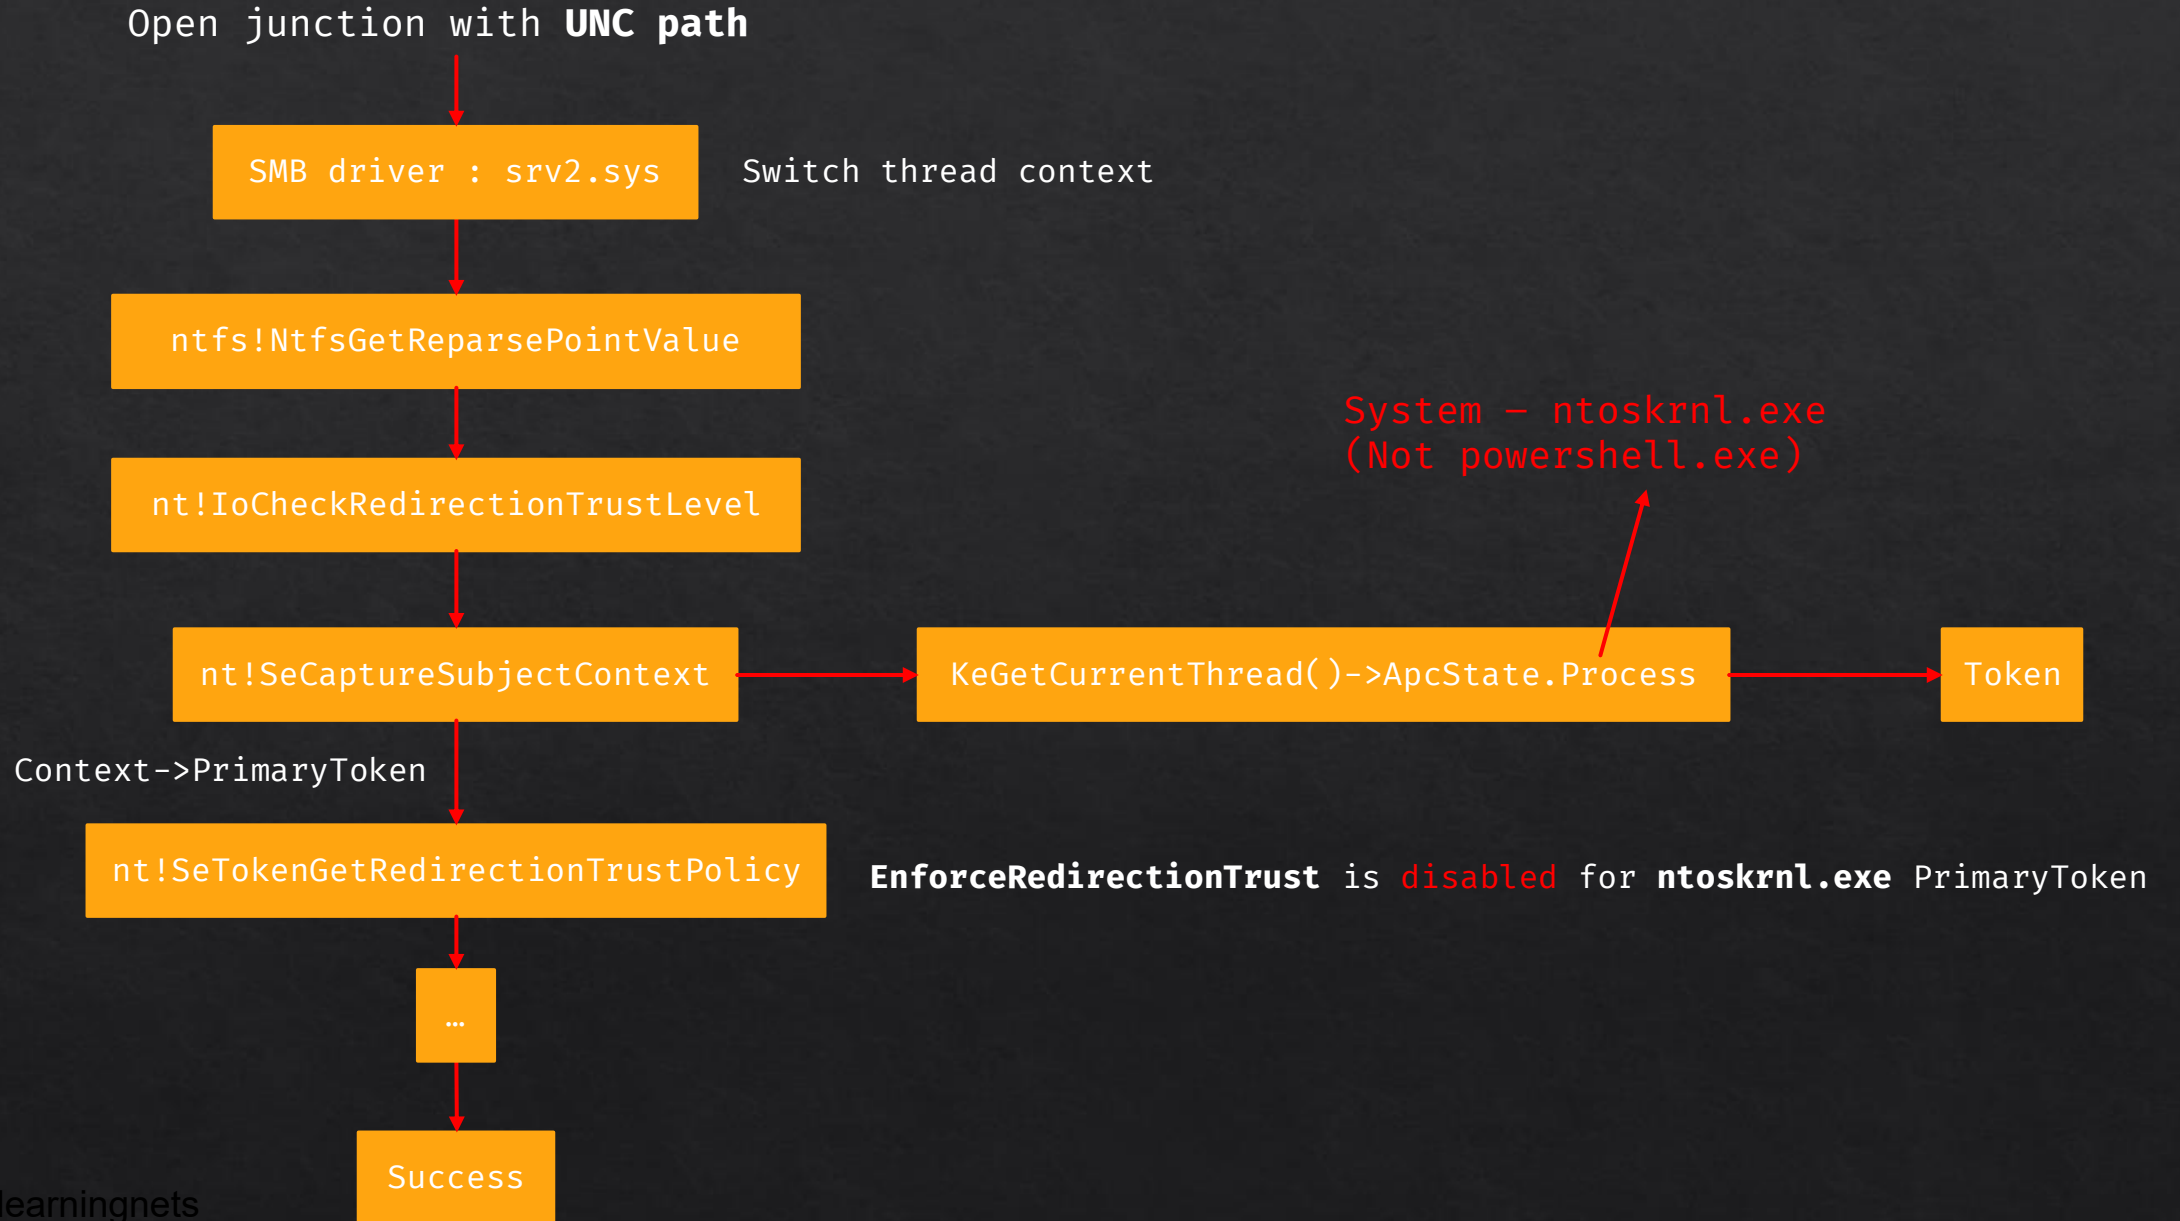 Open junction with UNC path
SMB driver : srv2.sys
Switch thread context
ntfs!NtfsGetReparsePointValue
System – ntoskrnl.exe
(Not powershell.exe)
nt!IoCheckRedirectionTrustLevel
nt!SeCaptureSubjectContext
KeGetCurrentThread()->ApcState.Process
Token
Context->PrimaryToken
nt!SeTokenGetRedirectionTrustPolicy
EnforceRedirectionTrust is disabled for ntoskrnl.exe PrimaryToken
…
Success
learningnets